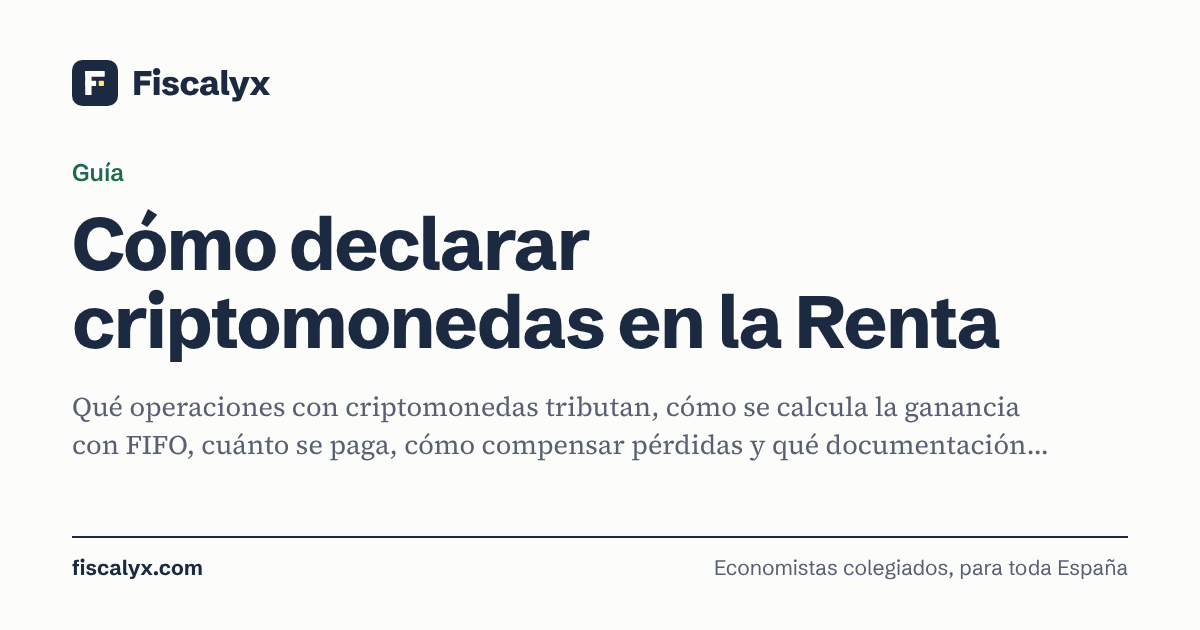 F
Fiscalyx
Guía
Cómo declarar
criptomonedas en la Renta
Qué operaciones con criptomonedas tributan, cómo se calcula la ganancia
con FIFO, cuánto se paga, cómo compensar pérdidas y qué documentación...
fiscalyx.com
Economistas colegiados, para toda España